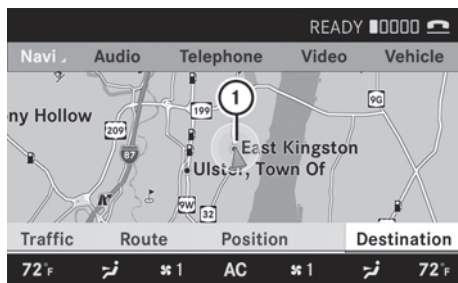 READY
Navi Audio Telephone Video Vehicle
1
199
9G
ny Hollow
209
87
East Kingston
Ulster, Town Of
9W
32
Traffic Route Position Destination
72°F 1 AC 1 72°F